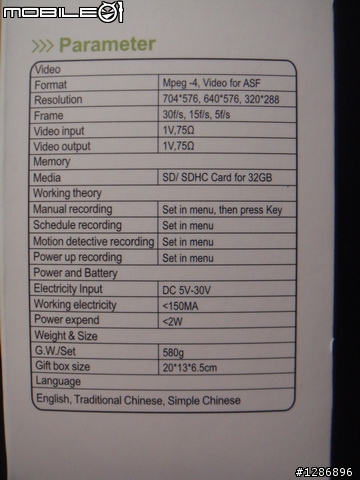 MOBILE01
>>> Parameter
Video
Format Mpeg -4, Video for ASF
Resolution 704*576, 640*576, 320*288
Frame 30f/s, 15f/s, 5f/s
Video input 1V,75Ω
Video output 1V,75Ω
Memory
Media SD/ SDHC Card for 32GB
Working theory
Manual recording Set in menu, then press Key
Schedule recording Set in menu
Motion detective recording Set in menu
Power up recording Set in menu
Power and Battery
Electricity Input DC 5V-30V
Working electricity <150MA
Power expend <2W
Weight & Size
G.W./Set 580g
Gift box size 20*13*6.5cm
Language
English, Traditional Chinese, Simple Chinese
#1286896